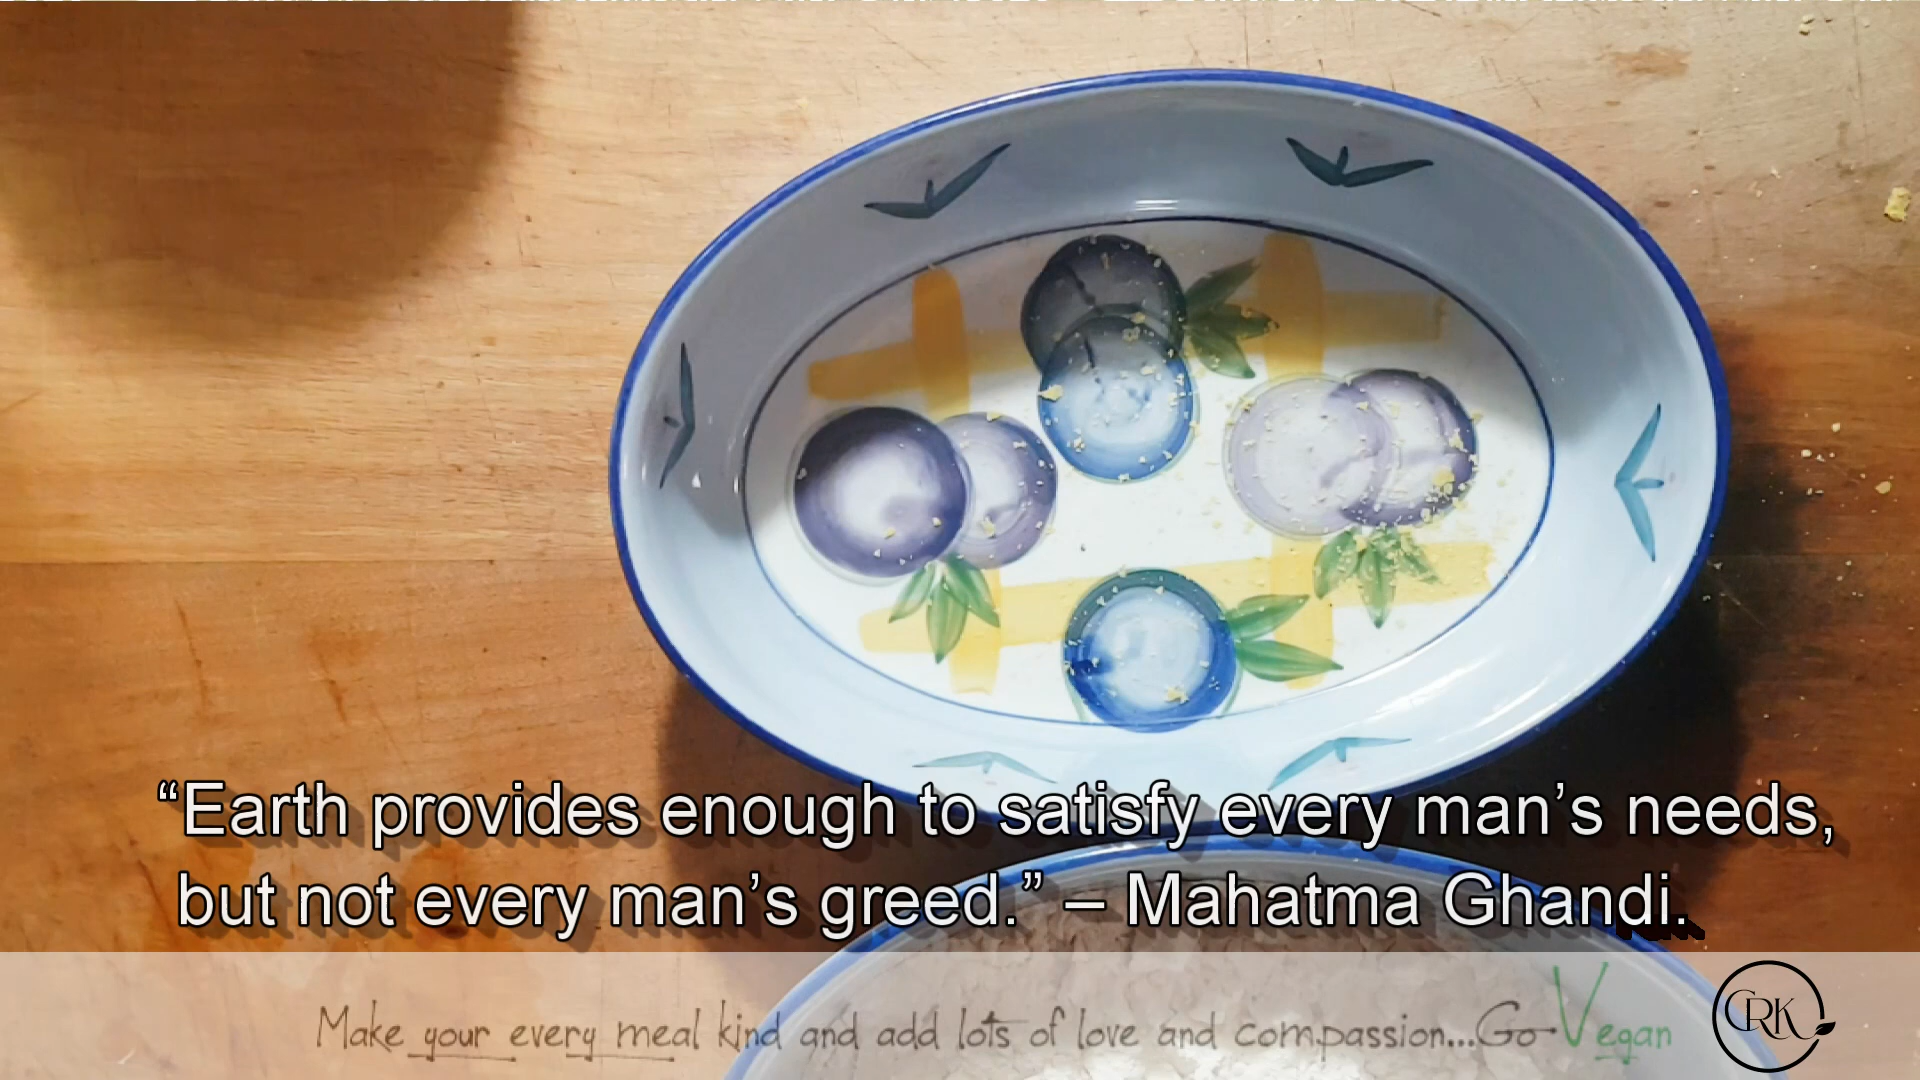 “Earth provides enough to satisfy every man’s needs,
but not every man’s greed.” – Mahatma Ghandi.
Make your every meal kind and add lots of love and compassion...Go Vegan
CRK